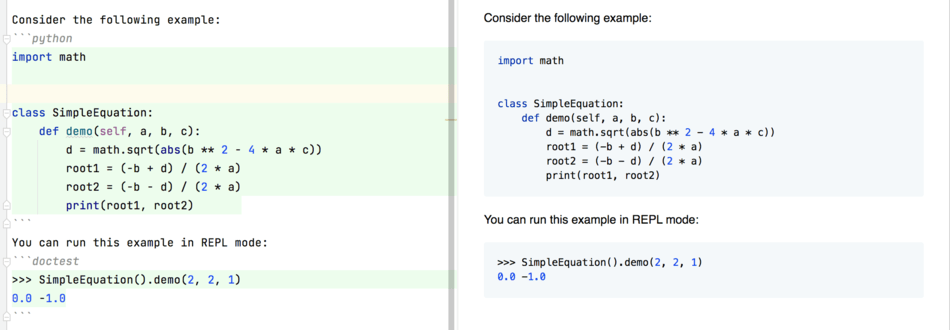 Consider the following example:
```python
import math
class SimpleEquation:
    def demo(self, a, b, c):
        d = math.sqrt(abs(b ** 2 - 4 * a * c))
        root1 = (-b + d) / (2 * a)
        root2 = (-b - d) / (2 * a)
        print(root1, root2)
```
You can run this example in REPL mode:
```doctest
>>> SimpleEquation().demo(2, 2, 1)
0.0 -1.0
```
Consider the following example:
import math
class SimpleEquation:
    def demo(self, a, b, c):
        d = math.sqrt(abs(b ** 2 - 4 * a * c))
        root1 = (-b + d) / (2 * a)
        root2 = (-b - d) / (2 * a)
        print(root1, root2)
You can run this example in REPL mode:
>>> SimpleEquation().demo(2, 2, 1)
0.0 -1.0